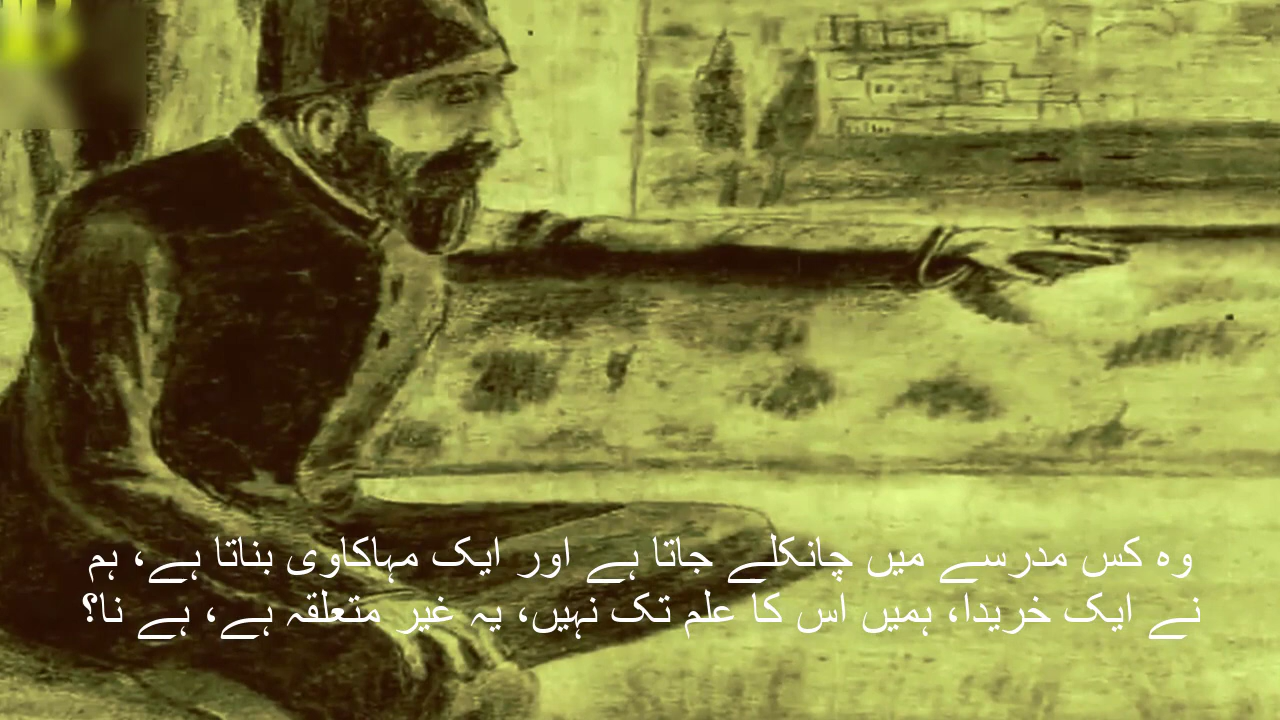 وہ کس مدرسے میں چانکلے جاتا ہے اور ایک مہاکاوی بناتا ہے، ہم
نے ایک خریدا، ہمیں اس کا علم تک نہیں، یہ غیر متعلقہ ہے، ہے نا؟